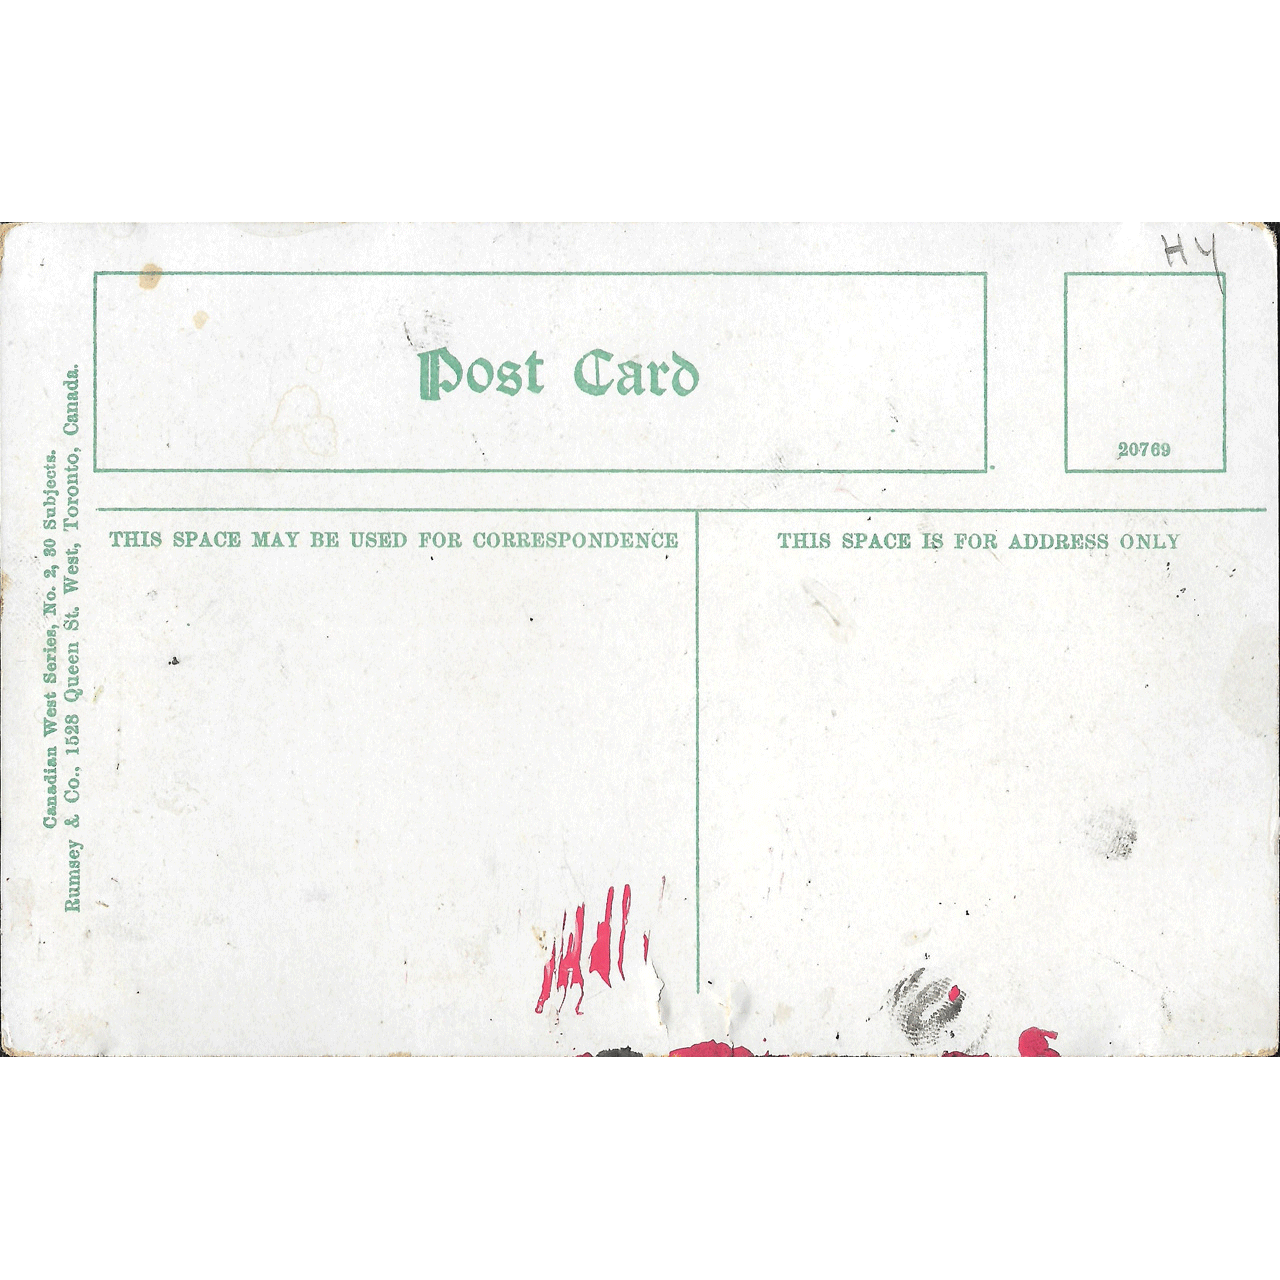 HY
Post Card
20769
THIS SPACE MAY BE USED FOR CORRESPONDENCE
THIS SPACE IS FOR ADDRESS ONLY
Canadian West Series, No. 2, 30 Subjects.
Rumsey & Co., 1528 Queen St. West, Toronto, Canada.